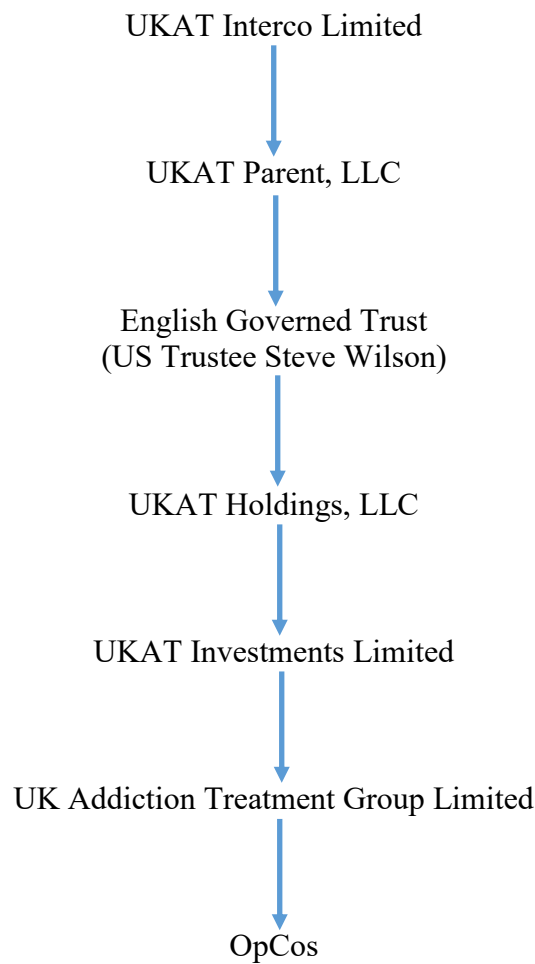 UKAT Interco Limited
UKAT Parent, LLC
English Governed Trust
(US Trustee Steve Wilson)
UKAT Holdings, LLC
UKAT Investments Limited
UK Addiction Treatment Group Limited
OpCos